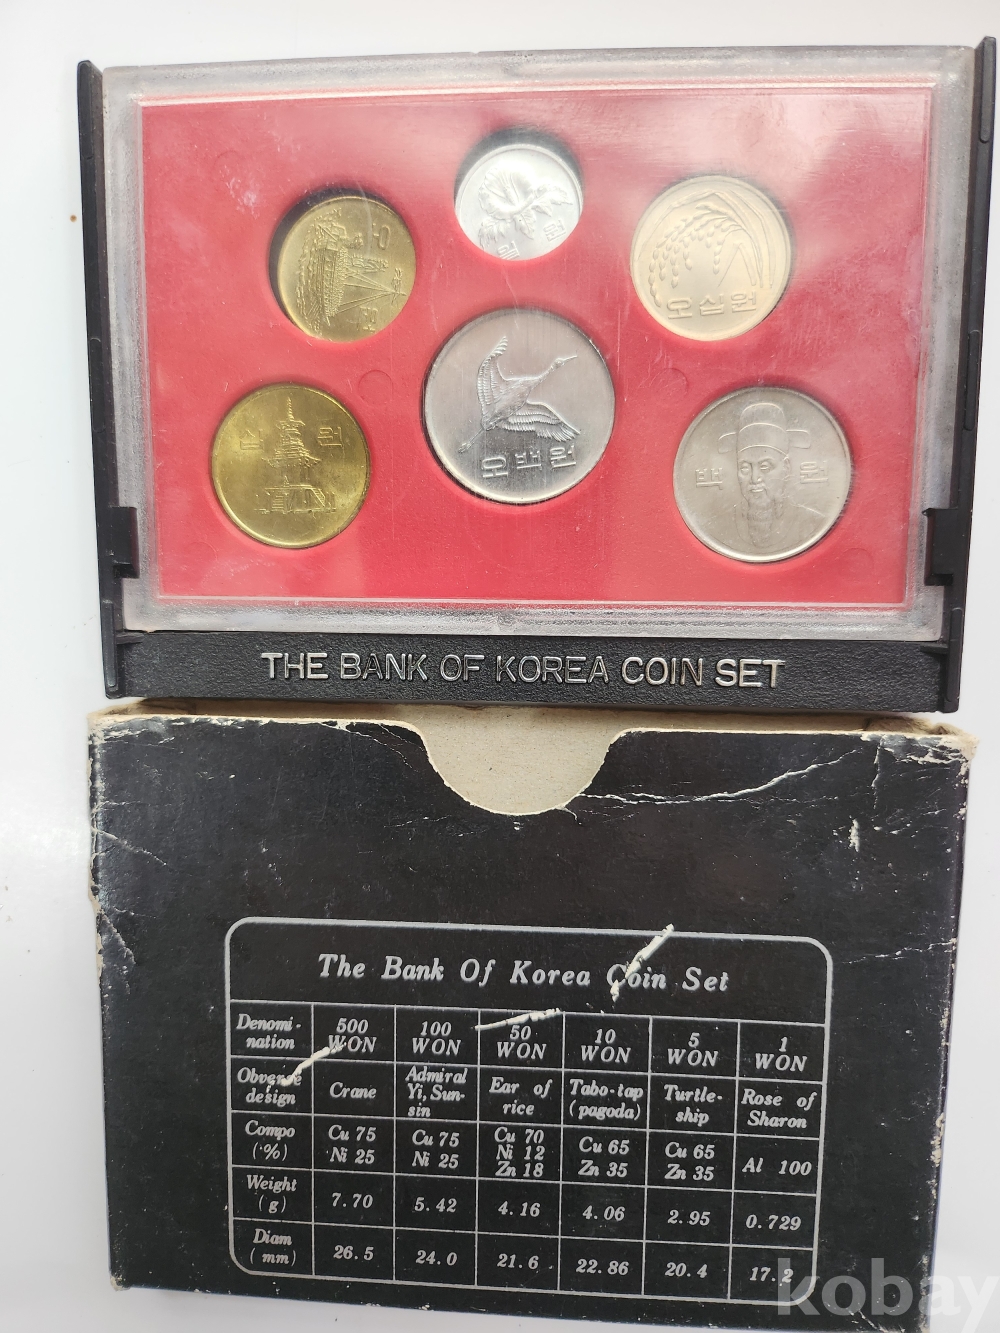 일 원
오 원
오십원
십 원
오백원
백 원
THE BANK OF KOREA COIN SET
The Bank Of Korea Coin Set
Denomi- nation 500 WON 100 WON 50 WON 10 WON 5 WON 1 WON
Obverse design Crane Admiral Yi, Sun- sin Ear of rice Tabo-tap (pagoda) Turtle- ship Rose of Sharon
Compo (%) Cu 75 Ni 25 Cu 75 Ni 25 Cu 70 Ni 12 Zn 18 Cu 65 Zn 35 Cu 65 Zn 35 Al 100
Weight (g) 7.70 5.42 4.16 4.06 2.95 0.729
Diam (mm) 26.5 24.0 21.6 22.86 20.4 17.2
kobay